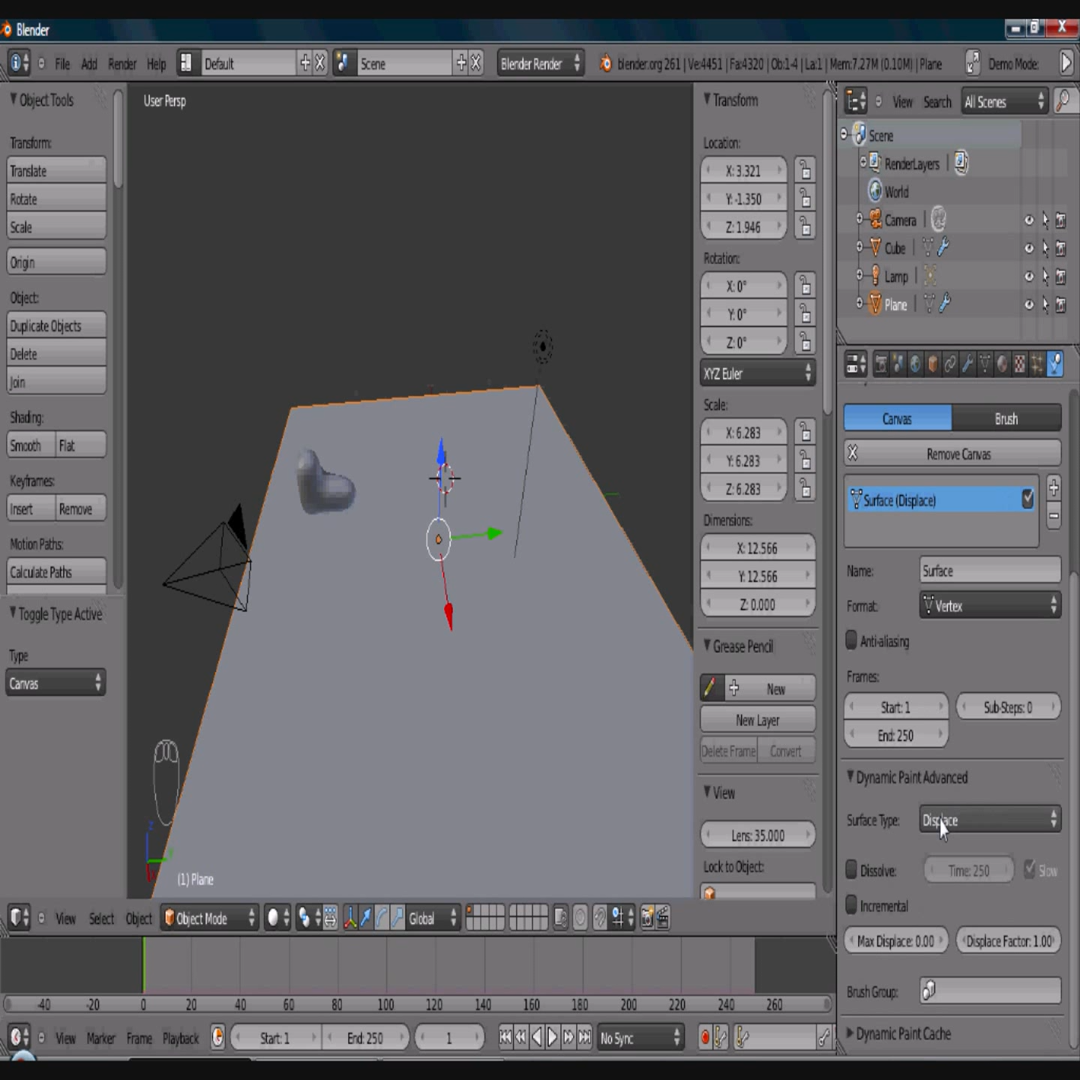 Blender
File Add Render Help Default Scene Blender Render blender.org 261 | Ve:4451 | Fa:4320 | Ob:1-4 | La:1 | Mem:7.27M (0.10M) | Plane Demo Mode:
Object Tools
Transform:
Translate
Rotate
Scale
Origin
Object:
Duplicate Objects
Delete
Join
Shading:
Smooth Flat
Keyframes:
Insert Remove
Motion Paths:
Calculate Paths
Toggle Type Active
Type
Canvas
User Persp
(1) Plane
Transform
Location:
X: 3.321
Y: -1.350
Z: 1.946
Rotation:
X: 0°
Y: 0°
Z: 0°
XYZ Euler
Scale:
X: 6.283
Y: 6.283
Z: 6.283
Dimensions:
X: 12.566
Y: 12.566
Z: 0.000
Grease Pencil
New
New Layer
Delete Frame Convert
View
Lens: 35.000
Lock to Object:
View Search All Scenes
Scene
RenderLayers |
World
Camera |
Cube |
Lamp |
Plane |
Canvas Brush
Remove Canvas
Surface (Displace)
Name: Surface
Format: Vertex
Anti-aliasing
Frames:
Start: 1 Sub-Steps: 0
End: 250
Dynamic Paint Advanced
Surface Type: Displace
Dissolve Time: 250 Slow
Incremental
Max Displace: 0.00 Displace Factor: 1.00
Brush Group:
Dynamic Paint Cache
View Select Object Object Mode Global
-40 -20 0 20 40 60 80 100 120 140 160 180 200 220 240 260
View Marker Frame Playback Start: 1 End: 250 1 No Sync